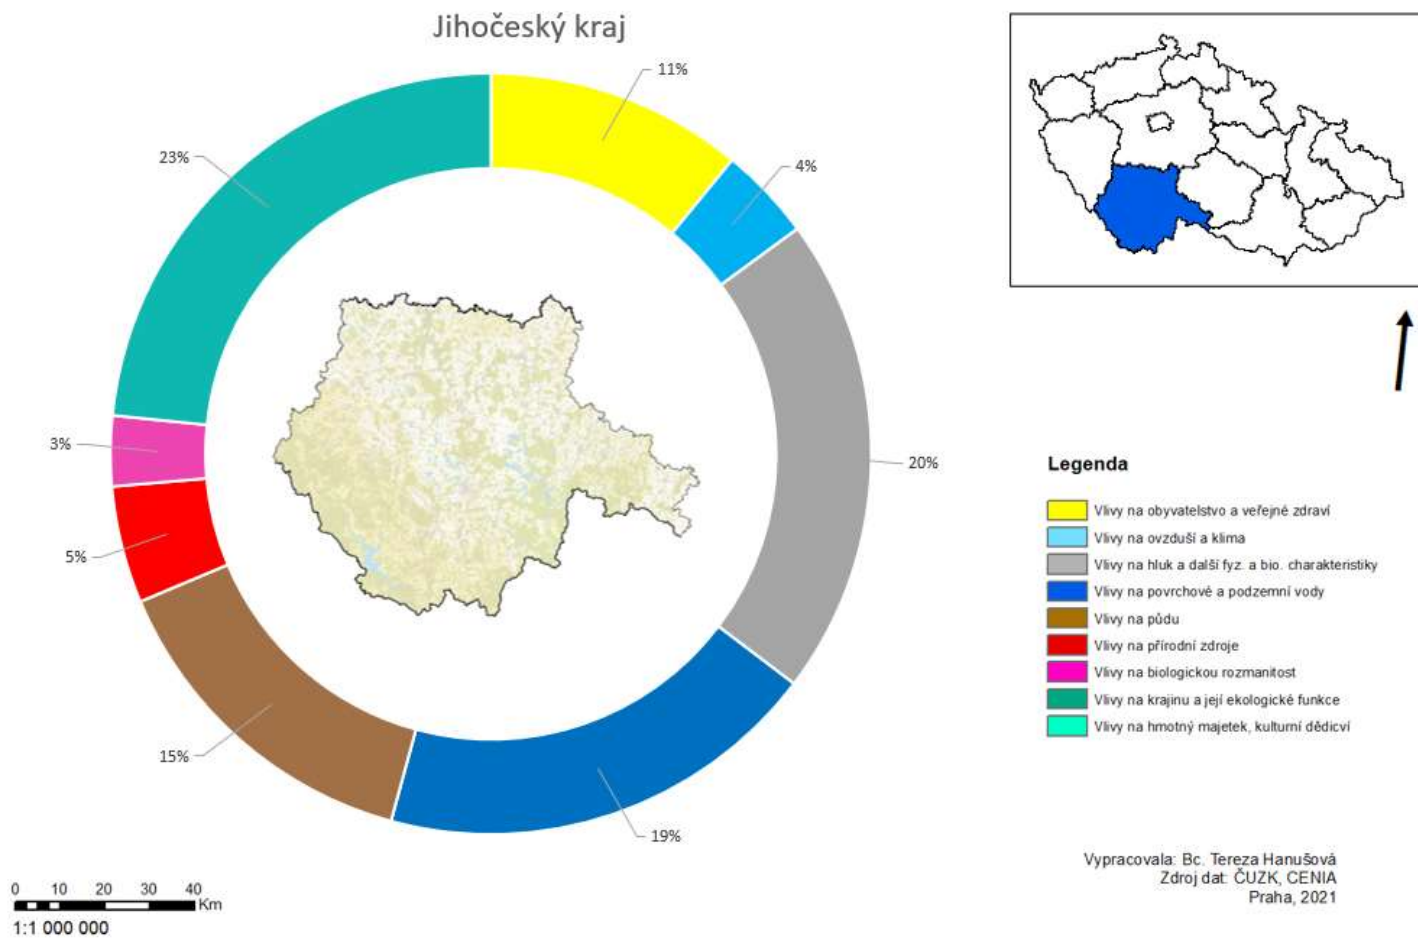 Jihočeský kraj
11%
4%
23%
3%
20%
5%
15%
19%
Legenda
Vlivy na obyvatelstvo a veřejné zdraví
Vlivy na ovzduší a klima
Vlivy na hluk a další fyz. a bio. charakteristiky
Vlivy na povrchové a podzemní vody
Vlivy na půdu
Vlivy na přírodní zdroje
Vlivy na biologickou rozmanitost
Vlivy na krajinu a její ekologické funkce
Vlivy na hmotný majetek, kulturní dědicví
Vypracovala: Bc. Tereza Hanušová
Zdroj dat: ČUZK, CENIA
Praha, 2021
0 10 20 30 40
Km
1:1 000 000